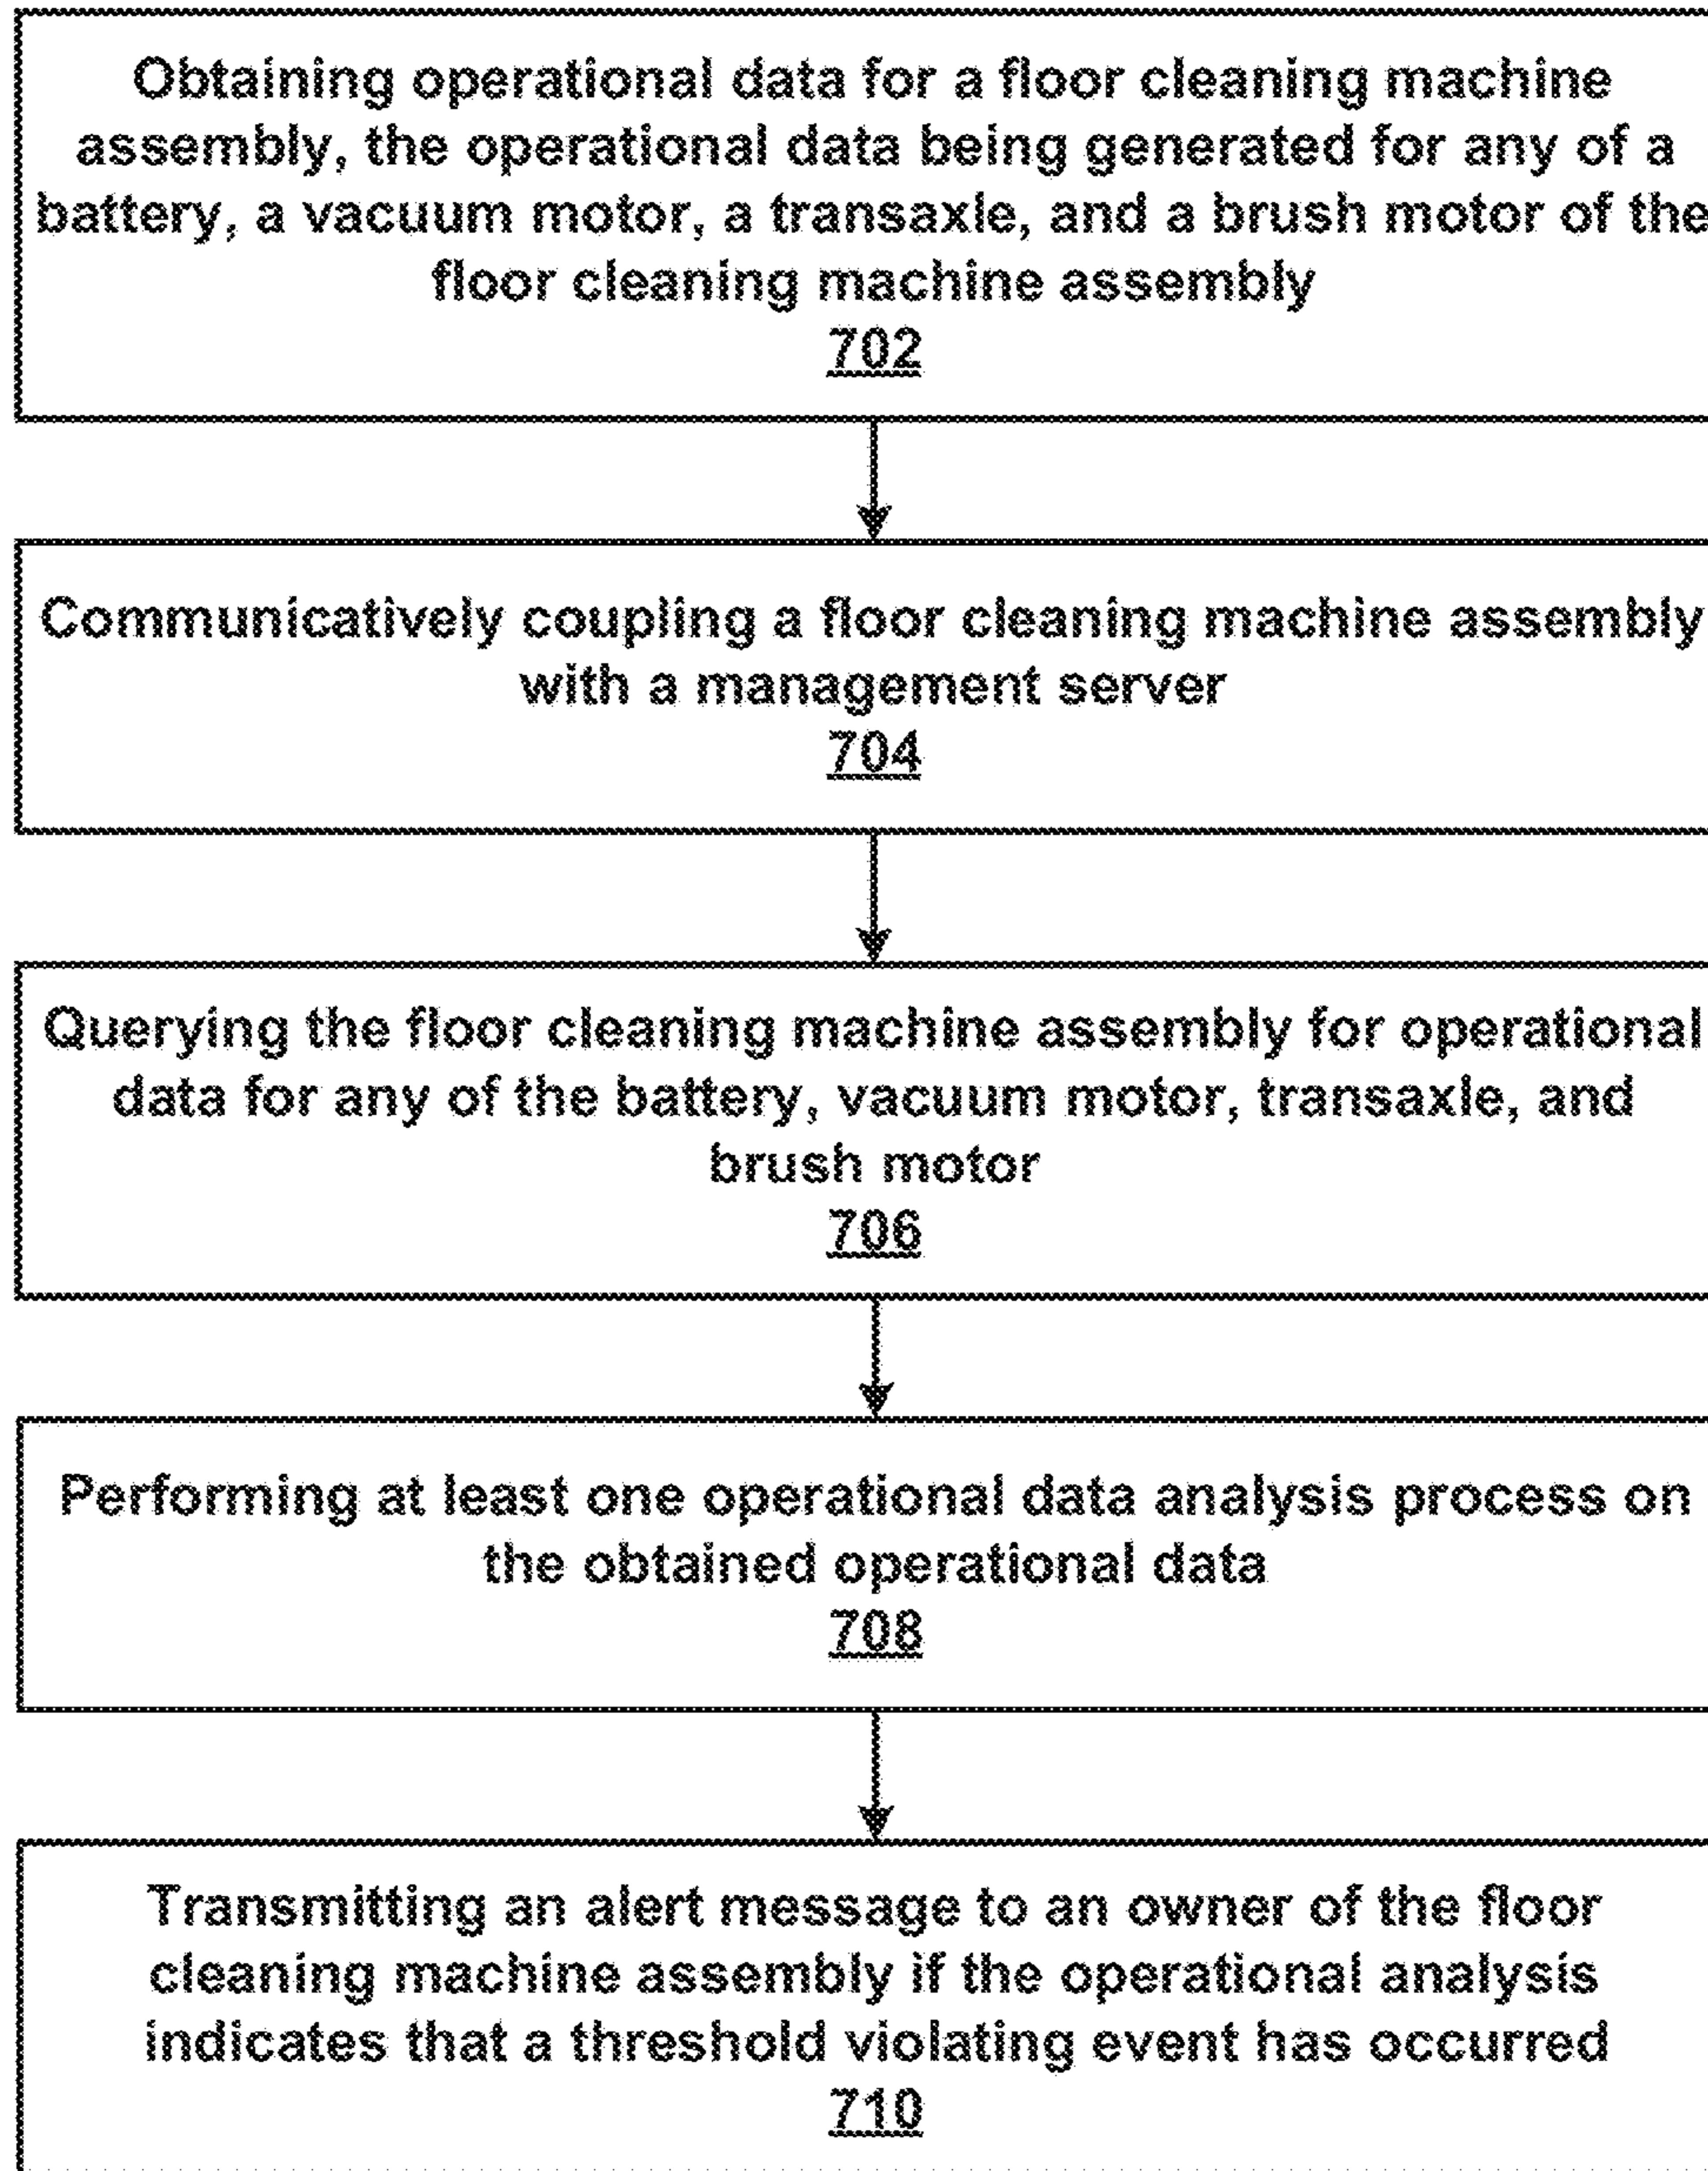 Obtaining operational data for a floor cleaning machine
assembly, the operational data being generated for any of a
battery, a vacuum motor, a transaxle, and a brush motor of the
floor cleaning machine assembly
702
Communicatively coupling a floor cleaning machine assembly
with a management server
704
Querying the floor cleaning machine assembly for operational
data for any of the battery, vacuum motor, transaxle, and
brush motor
706
Performing at least one operational data analysis process on
the obtained operational data
708
Transmitting an alert message to an owner of the floor
cleaning machine assembly if the operational analysis
indicates that a threshold violating event has occurred
710